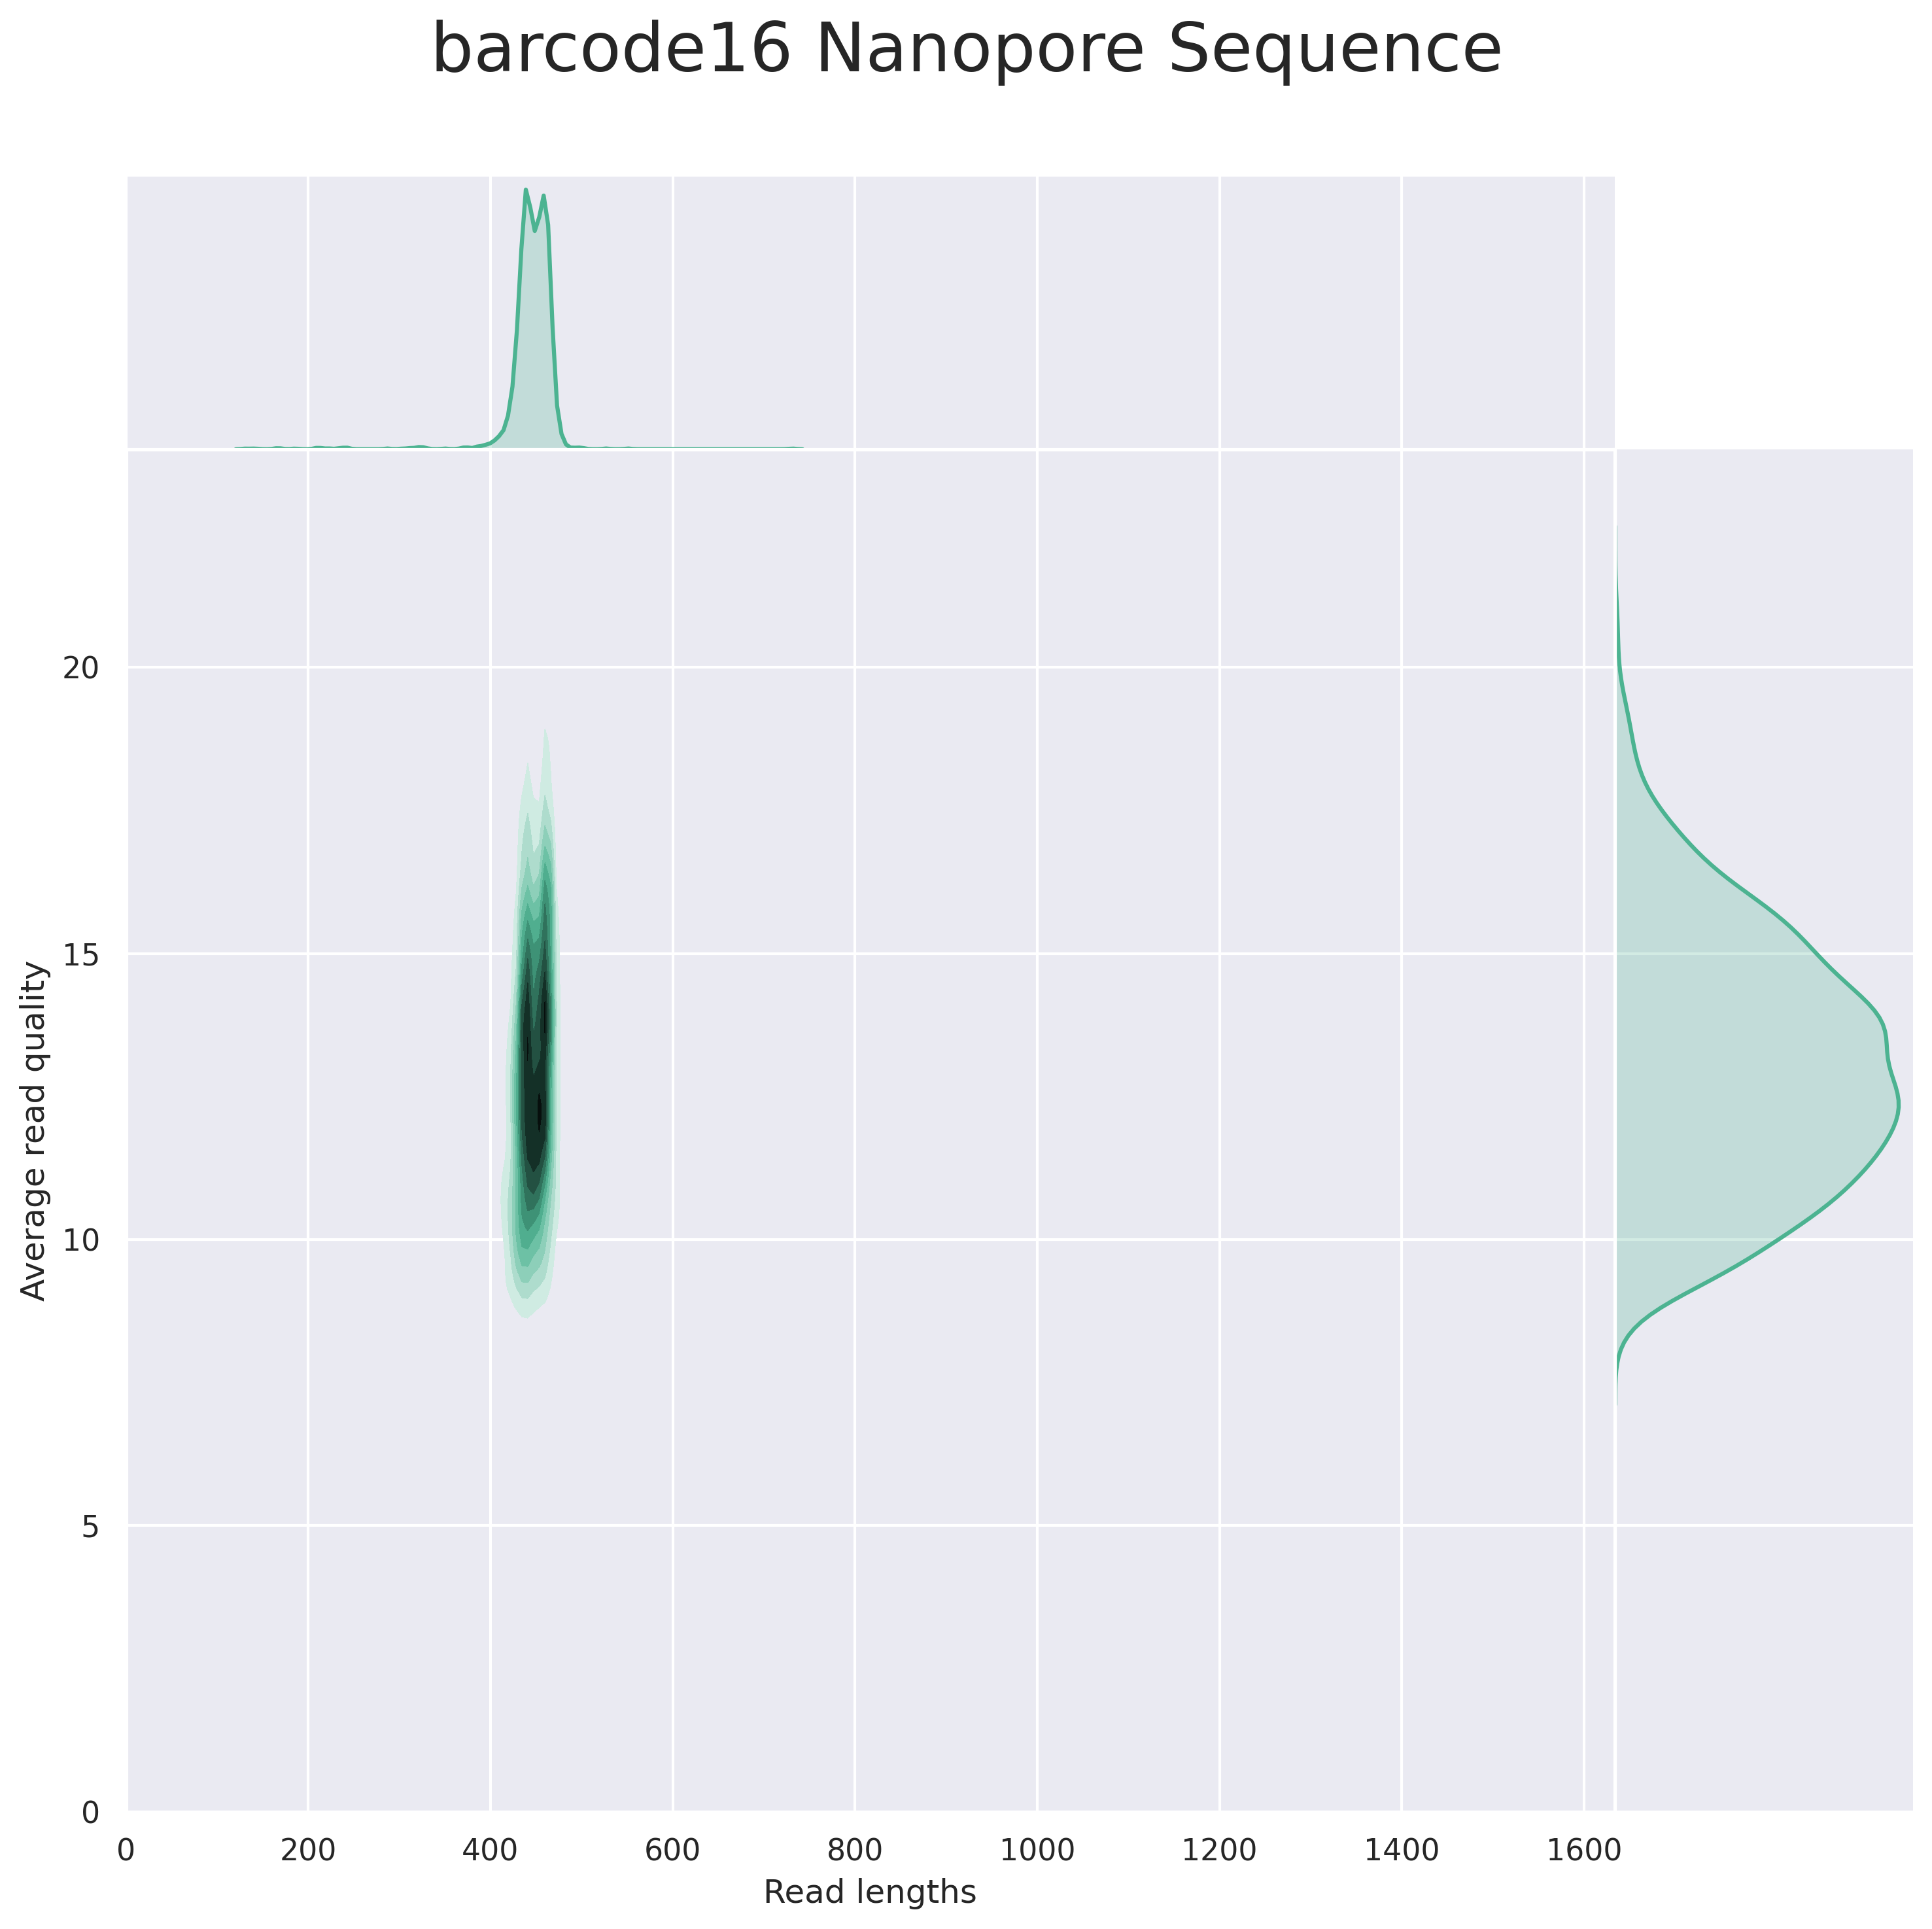 barcode16 Nanopore Sequence
20
15
10
5
0
Average read quality
0 200 400 600 800 1000 1200 1400 1600
Read lengths